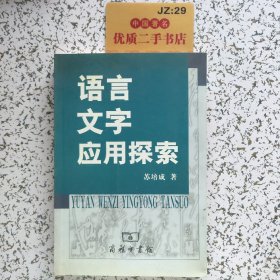 JZ:29
中国著名
优质二手书店
语言
文字
应用探索
苏培成 著
YUYAN WENZI YINGYONG TANSUO
商务印书馆